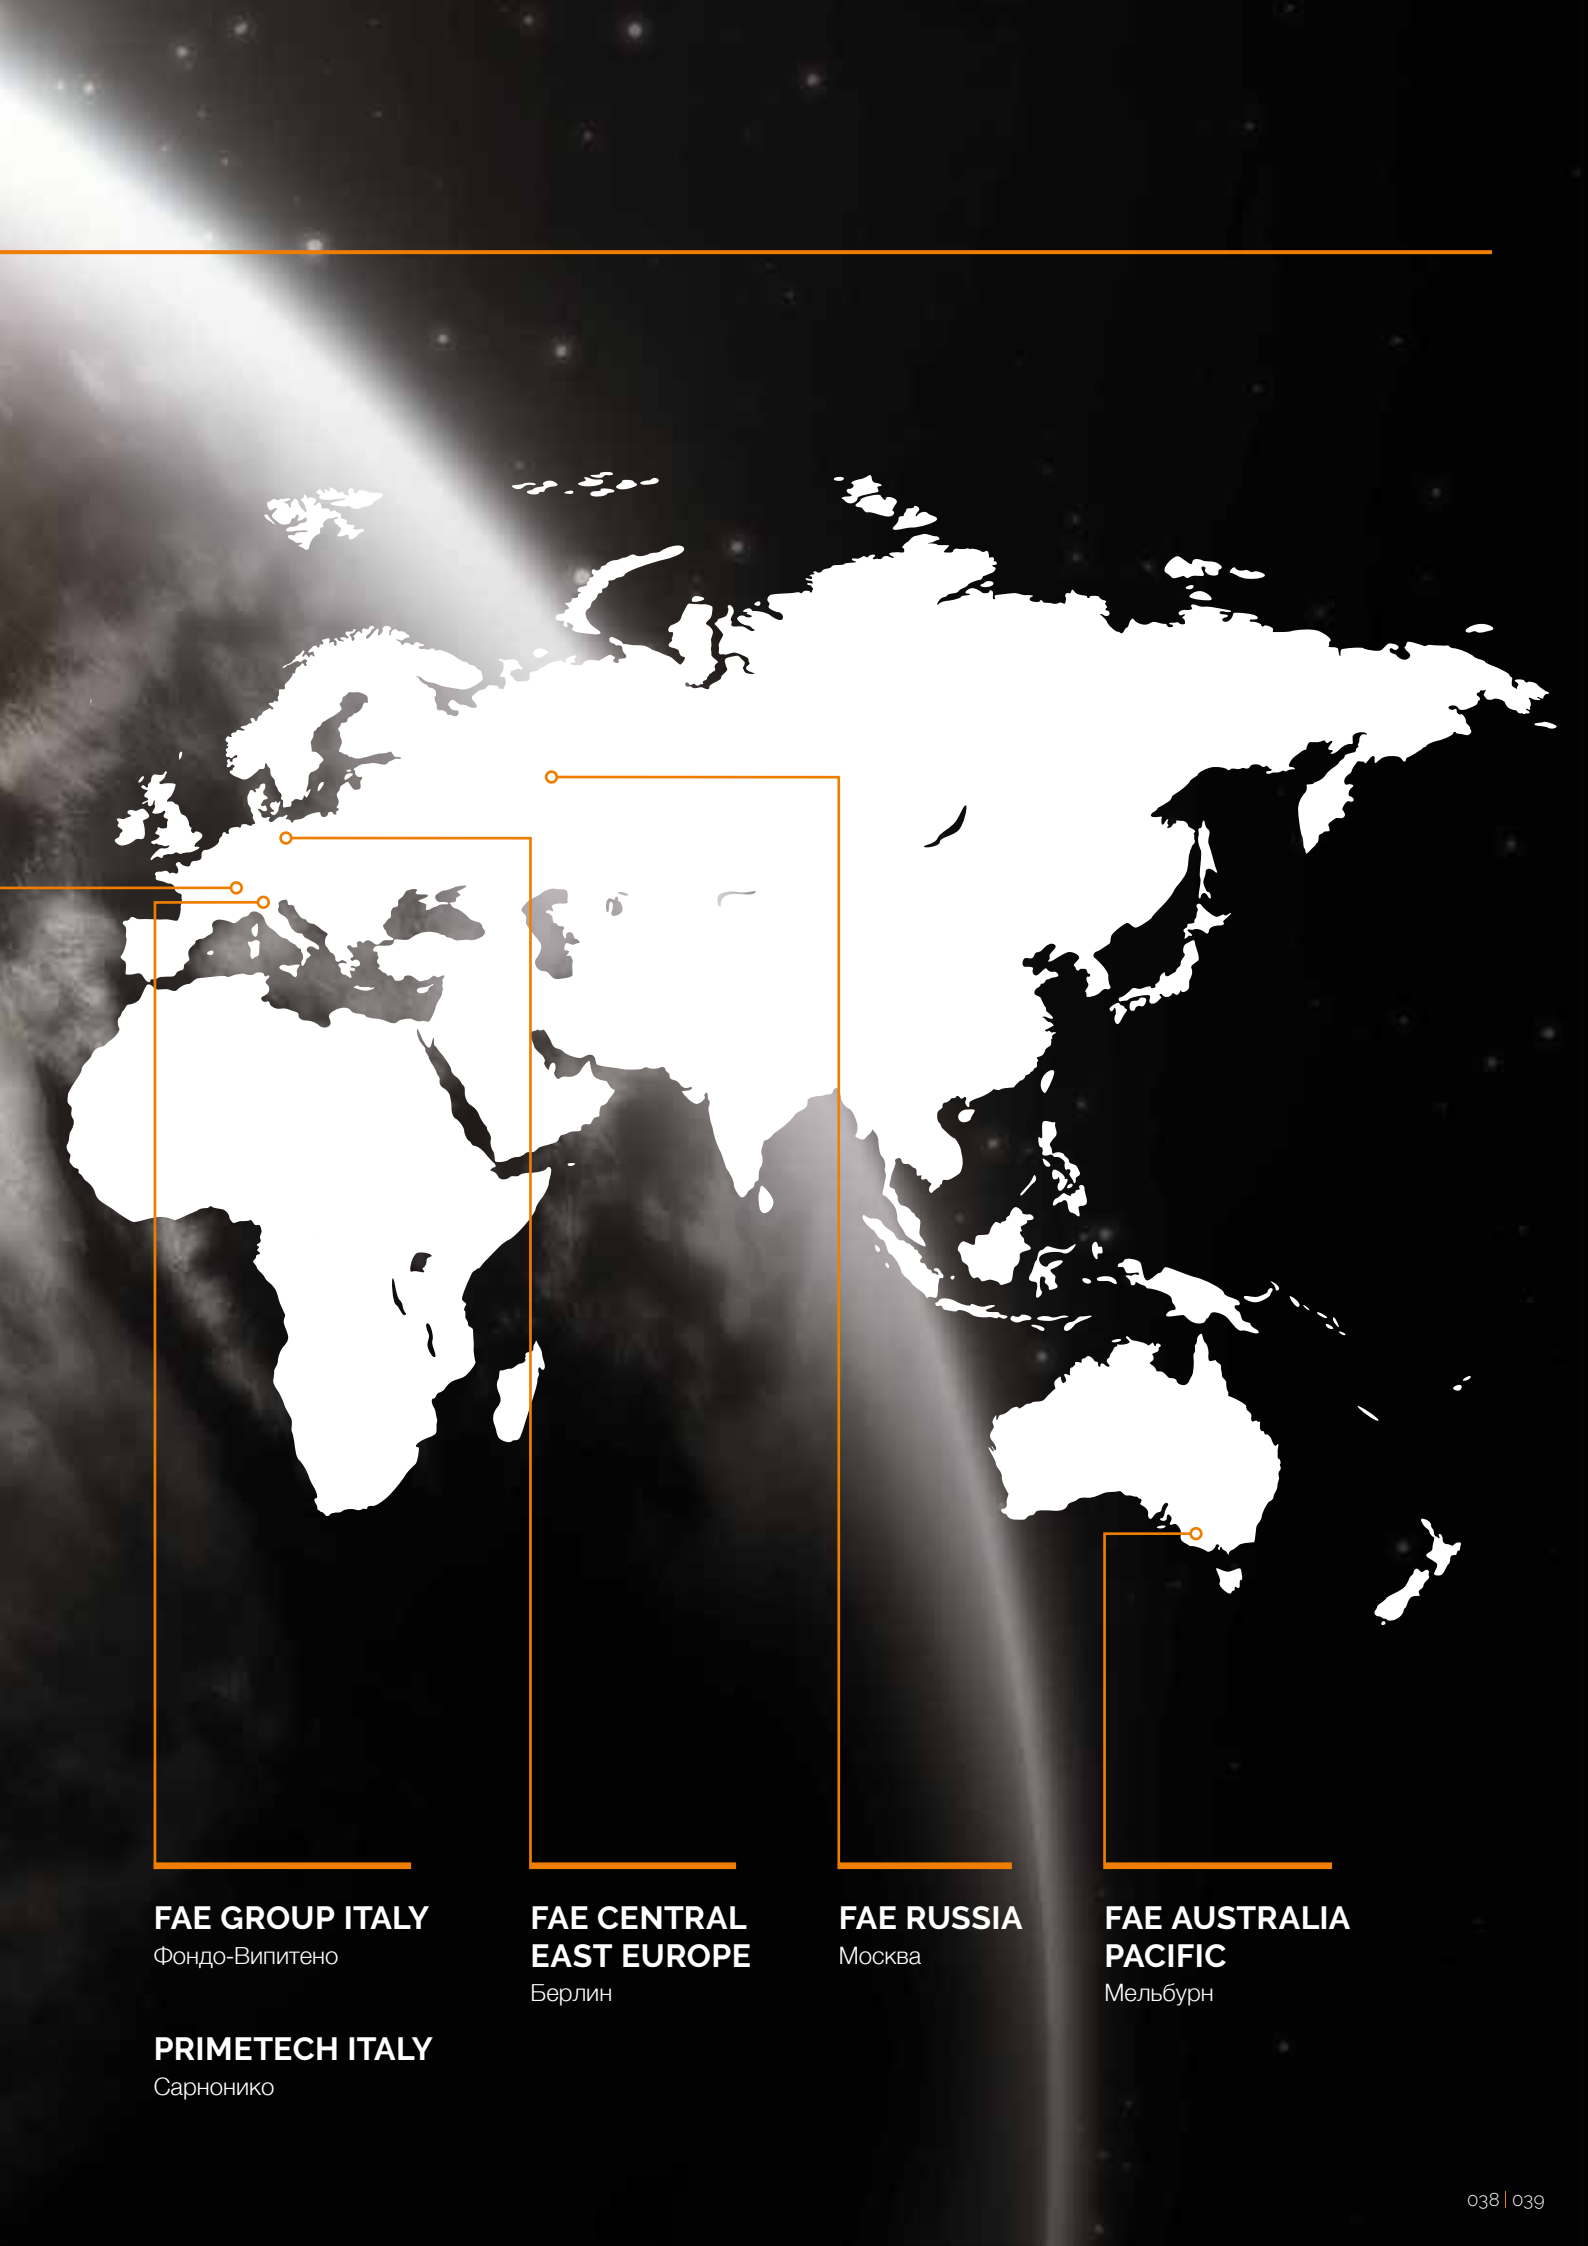 FAE GROUP ITALY
Фондо-Випитено
PRIMETECH ITALY
Сарнонико
FAE CENTRAL
EAST EUROPE
Берлин
FAE RUSSIA
Москва
FAE AUSTRALIA
PACIFIC
Мельбурн
038 | 039